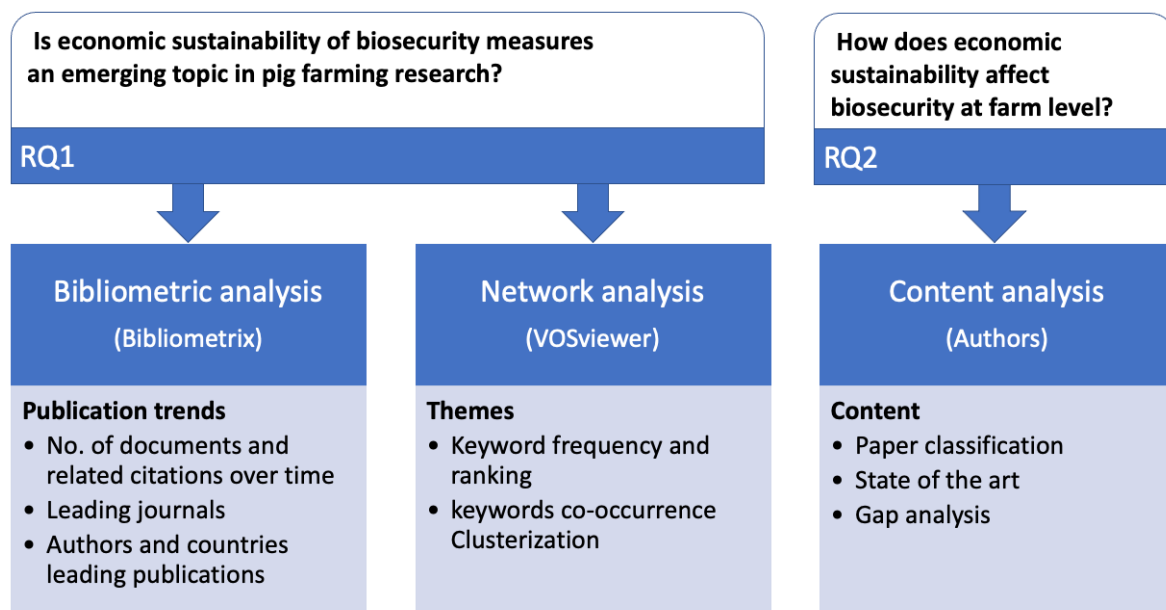 Is economic sustainability of biosecurity measures
an emerging topic in pig farming research?
RQ1
How does economic
sustainability affect
biosecurity at farm level?
RQ2
Bibliometric analysis
(Bibliometrix)
Publication trends
• No. of documents and
related citations over time
• Leading journals
• Authors and countries
leading publications
Network analysis
(VOSviewer)
Themes
• Keyword frequency and
ranking
• keywords co-occurrence
Clusterization
Content analysis
(Authors)
Content
• Paper classification
• State of the art
• Gap analysis